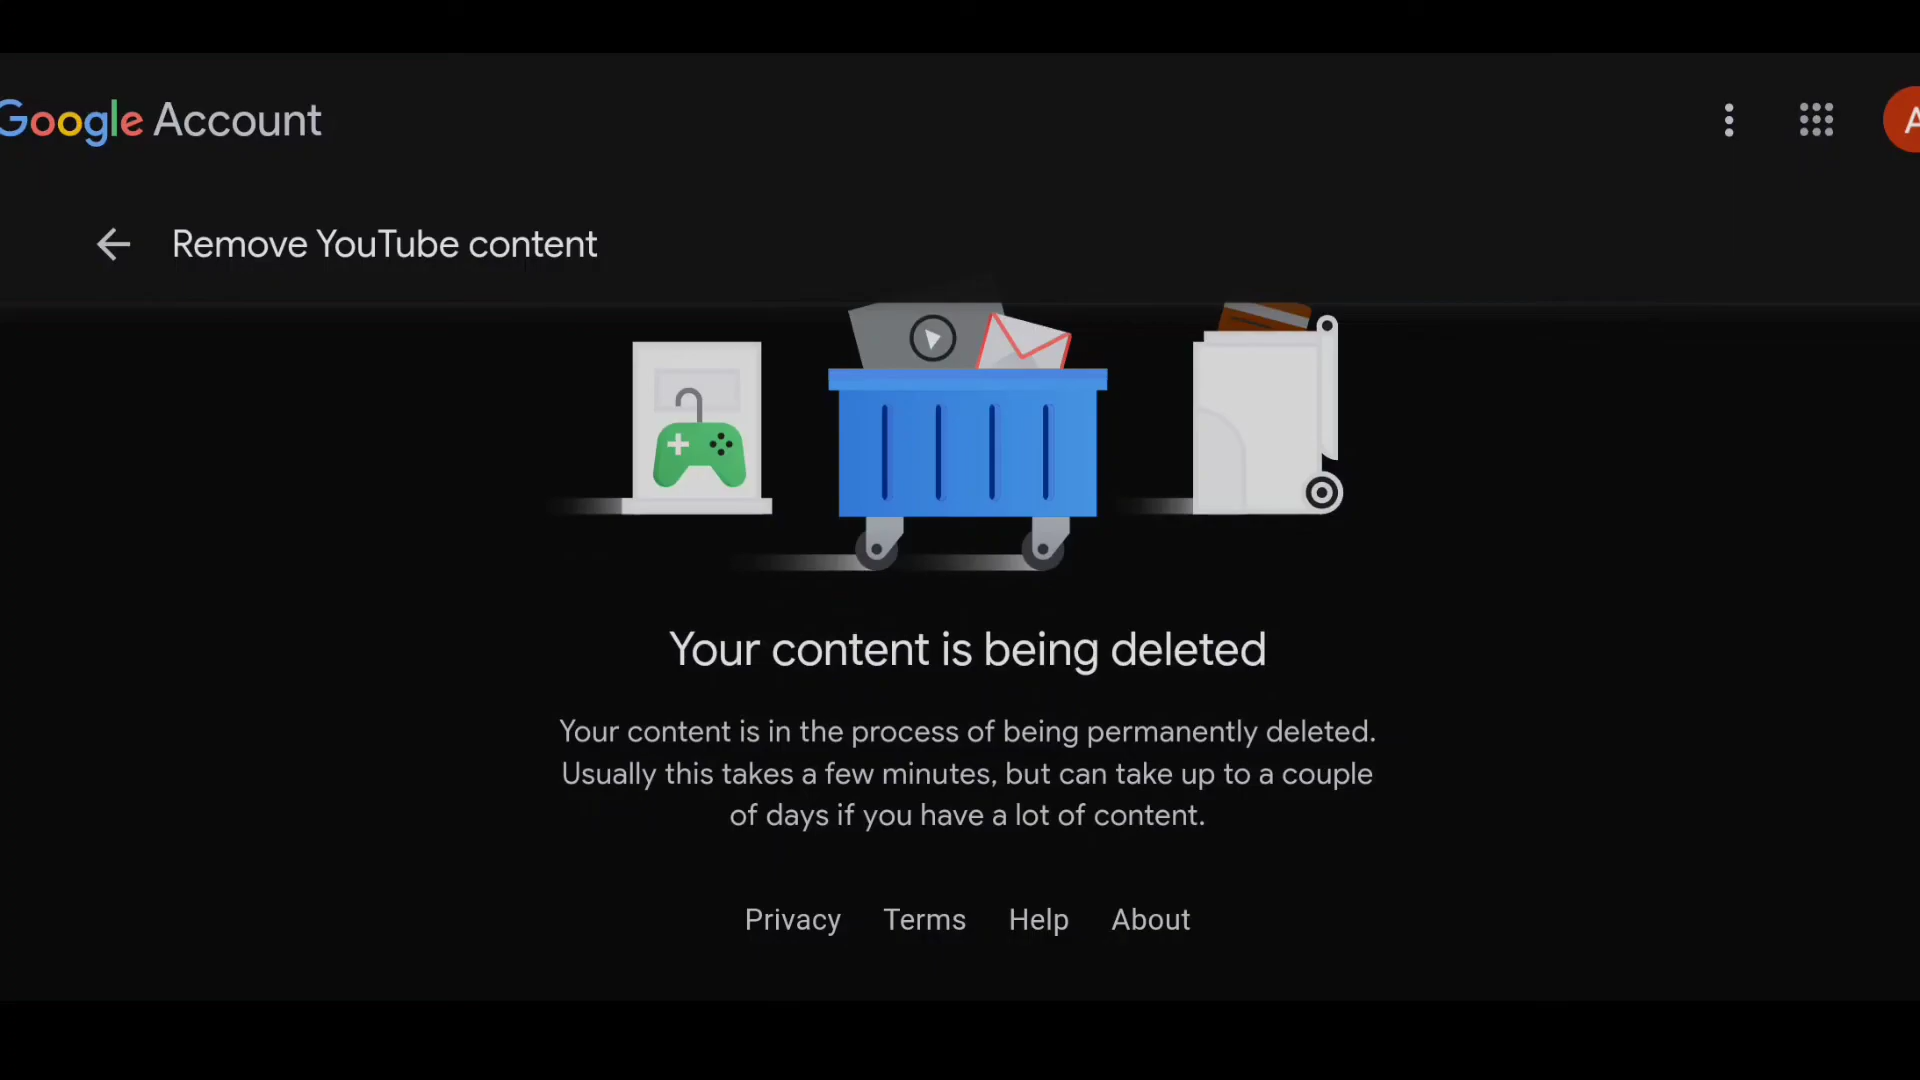 Google Account
A
Remove YouTube content
Your content is being deleted
Your content is in the process of being permanently deleted.
Usually this takes a few minutes, but can take up to a couple
of days if you have a lot of content.
Privacy Terms Help About